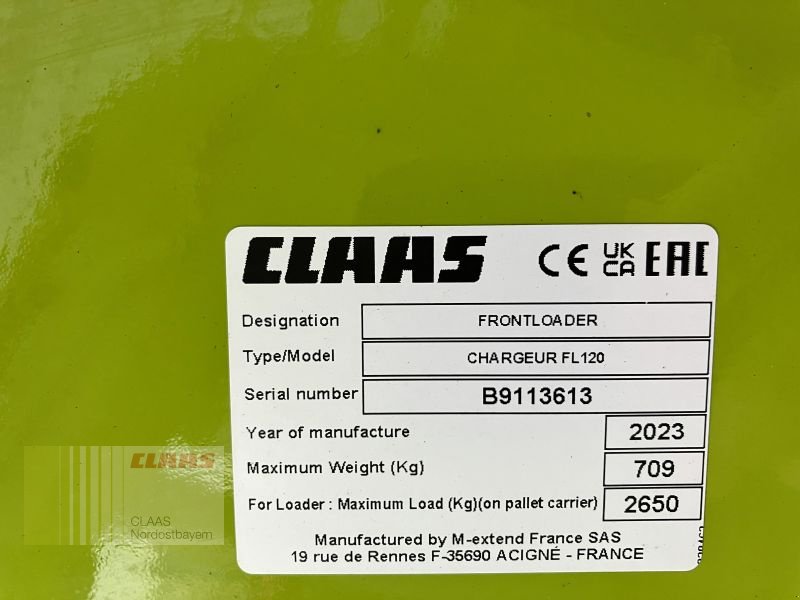 CLAAS CE UK CA EAC
Designation FRONTLOADER
Type/Model CHARGEUR FL120
Serial number B9113613
Year of manufacture 2023
Maximum Weight (Kg) 709
For Loader : Maximum Load (Kg)(on pallet carrier) 2650
Manufactured by M-extend France SAS
19 rue de Rennes F-35690 ACIGNÉ - FRANCE
CLAAS
CLAAS
Nordostbayern